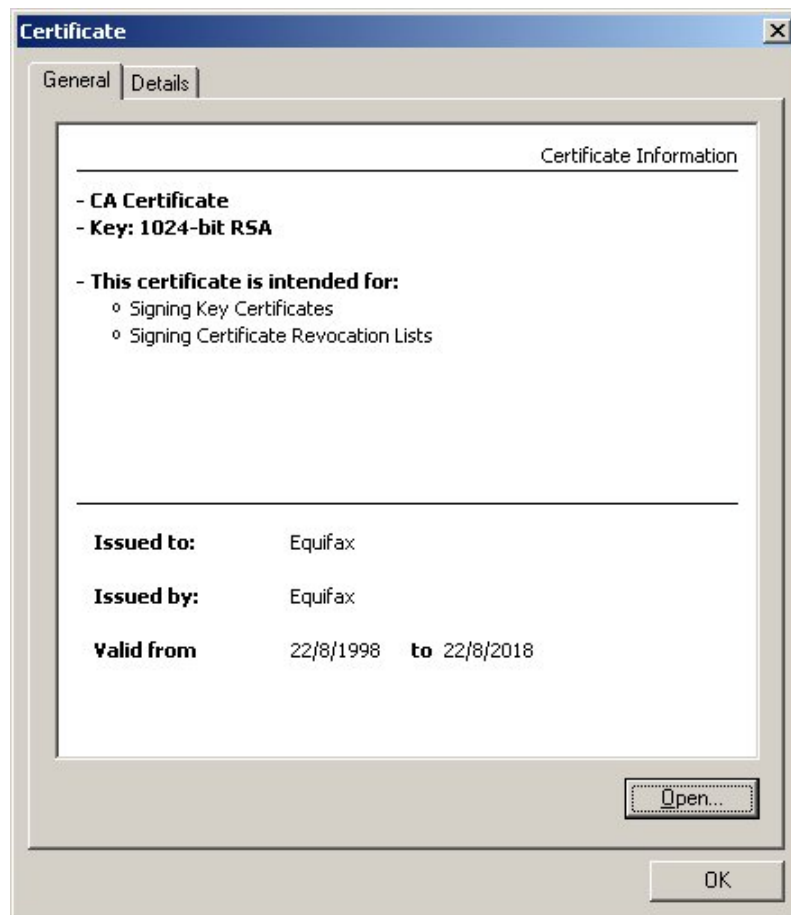 Certificate
General Details
Certificate Information
- CA Certificate
- Key: 1024-bit RSA
- This certificate is intended for:
Signing Key Certificates
Signing Certificate Revocation Lists
Issued to: Equifax
Issued by: Equifax
Valid from 22/8/1998 to 22/8/2018
Open...
OK